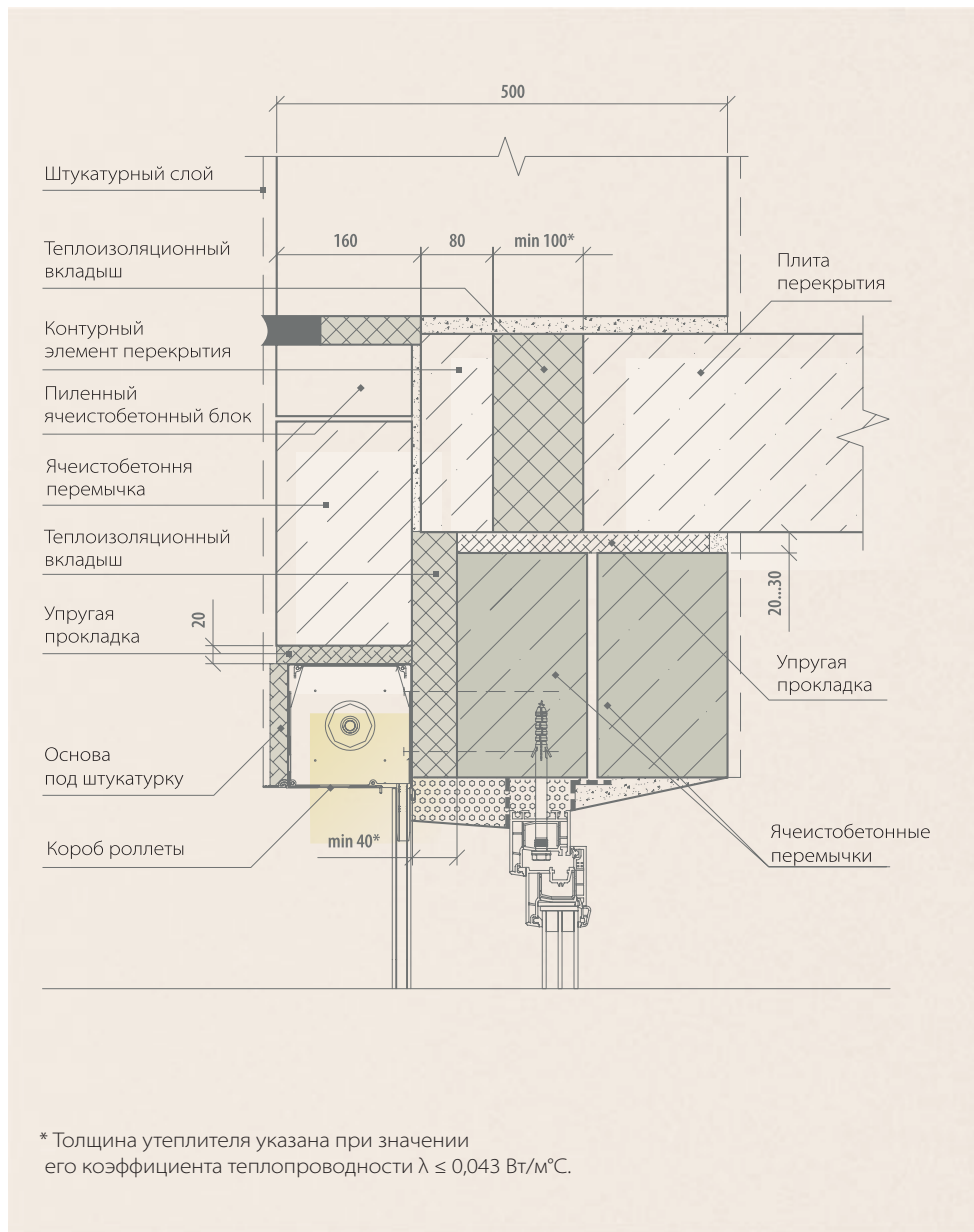 500
Штукатурный слой
160
80
min 100*
Теплоизоляционный
вкладыш
Плита
перекрытия
Контурный
элемент перекрытия
Пиленный
ячеистобетонный блок
Ячеистобетоння
перемычка
Теплоизоляционный
вкладыш
20...30
Упругая
прокладка
20
Упругая
прокладка
Основа
под штукатурку
Короб роллеты
min 40*
Ячеистобетонные
перемычки
* Толщина утеплителя указана при значении
его коэффициента теплопроводности λ ≤ 0,043 Вт/м°С.